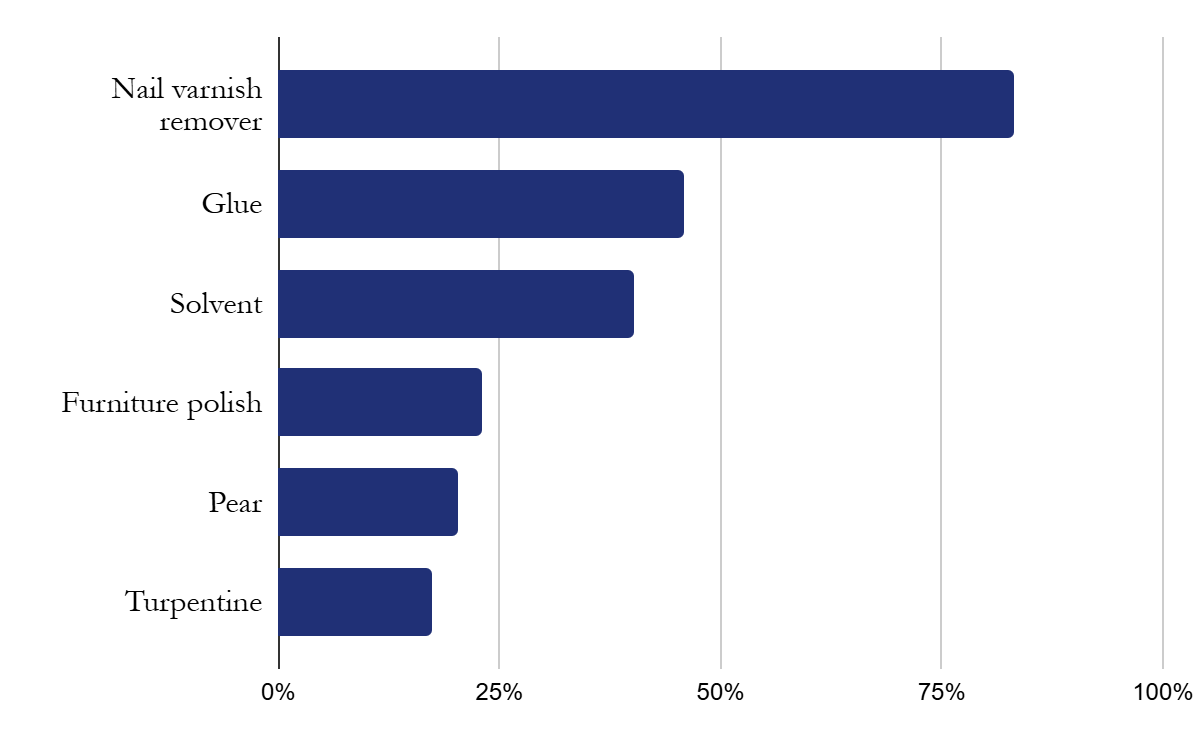 Nail varnish
remover
Glue
Solvent
Furniture polish
Pear
Turpentine
0% 25% 50% 75% 100%